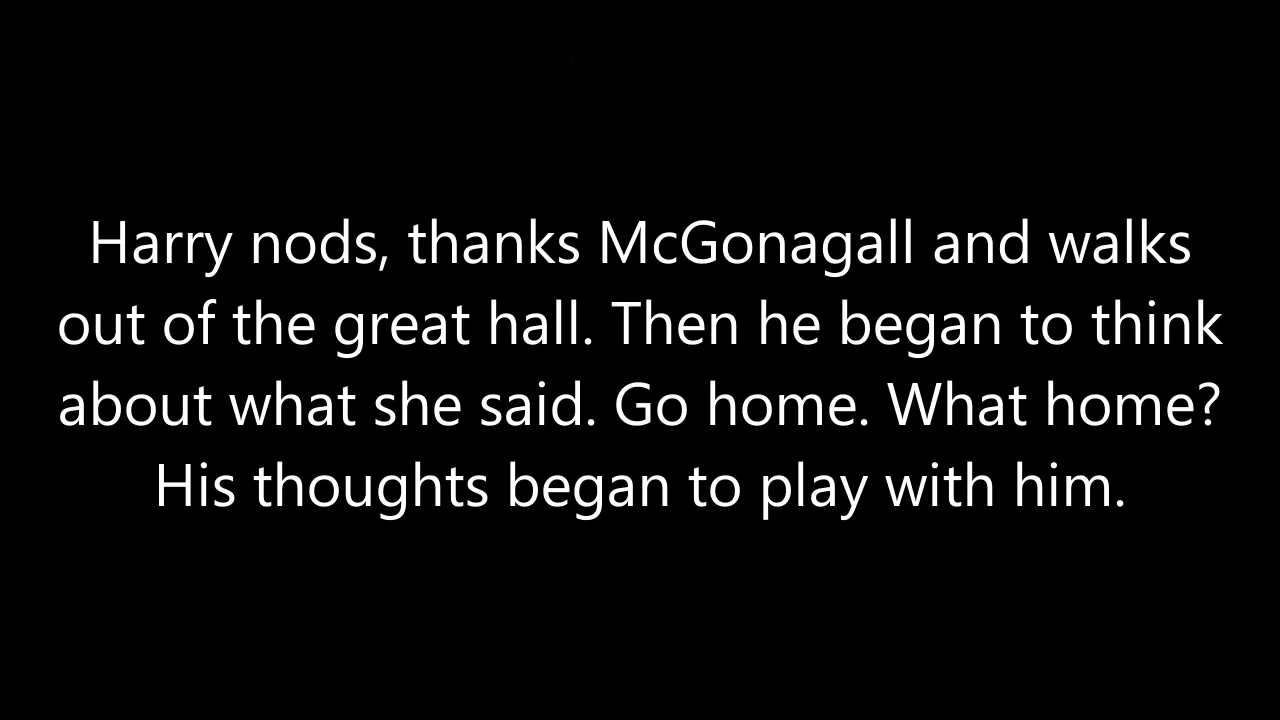 Harry nods, thanks McGonagall and walks
out of the great hall. Then he began to think
about what she said. Go home. What home?
His thoughts began to play with him.